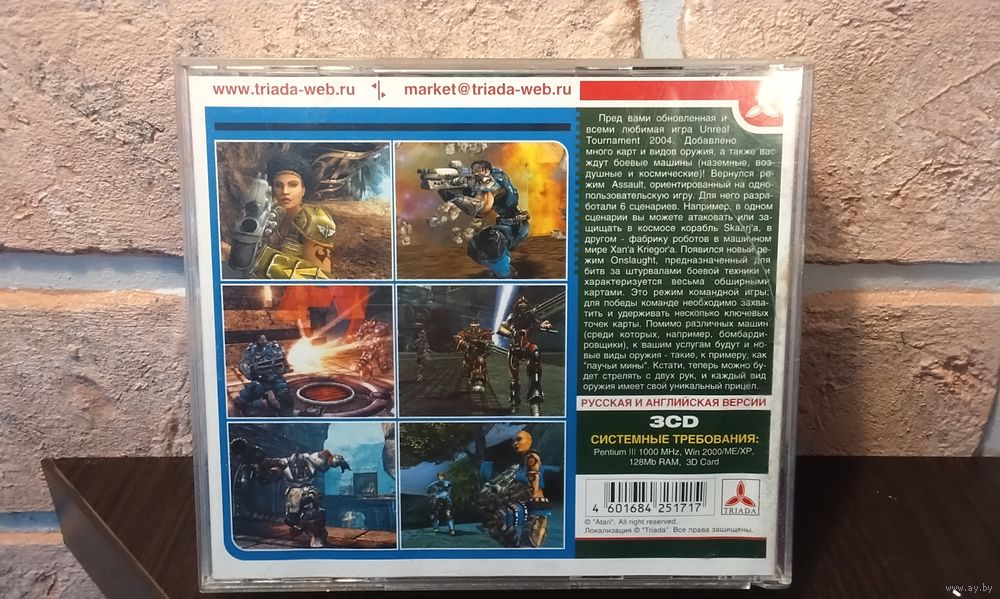 www.triada-web.ru
market@triada-web.ru
Пред вами обновленная и
всеми любимая игра Unreal
Tournament 2004. Добавлено
много карт и видов оружия, а также вас
ждут боевые машины (наземные, воз-
душные и космические)! Вернулся ре-
жим Assault, ориентированный на одно-
пользовательскую игру. Для него разра-
ботали 6 сценариев. Например, в одном
сценарии вы можете атаковать или за-
щищать в космосе корабль Skaarj'a, в
другом - фабрику роботов в машинном
мире Xan'a Kriegor'a. Появился новый ре-
жим Onslaught, предназначенный для
битв за штурвалами боевой техники и
характеризуется весьма обширными
картами. Это режим командной игры:
для победы команде необходимо захва-
тить и удерживать несколько ключевых
точек карты. Помимо различных машин
(среди которых, например, бомбарди-
ровщики), к вашим услугам будут и но-
вые виды оружия - такие, к примеру, как
"паучьи мины". Кстати, теперь можно бу-
дет стрелять с двух рук, и каждый вид
оружия имеет свой уникальный прицел.
РУССКАЯ И АНГЛИЙСКАЯ ВЕРСИИ
3CD
СИСТЕМНЫЕ ТРЕБОВАНИЯ:
Pentium III 1000 MHz, Win 2000/ME/XP,
128Mb RAM, 3D Card
4 601684 251717
TRIADA
© "Atari". All right reserved.
Локализация © "Triada". Все права защищены.
www.ay.by